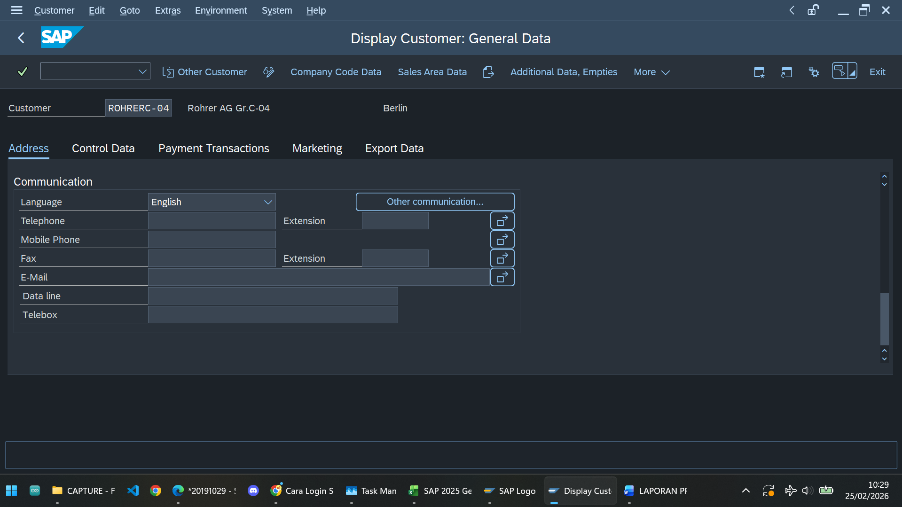 Customer Edit Goto Extras Environment System Help
SAP Display Customer: General Data
Other Customer Company Code Data Sales Area Data Additional Data, Empties More Exit
Customer ROHRERC-04 Rohrer AG Gr.C-04 Berlin
Address Control Data Payment Transactions Marketing Export Data
Communication
Language English Other communication...
Telephone Extension
Mobile Phone
Fax Extension
E-Mail
Data line
Telebox
CAPTURE - F *20191029 - S Cara Login S Task Man SAP 2025 Ge SAP Logo Display Cust LAPORAN PF
10:29
25/02/2026